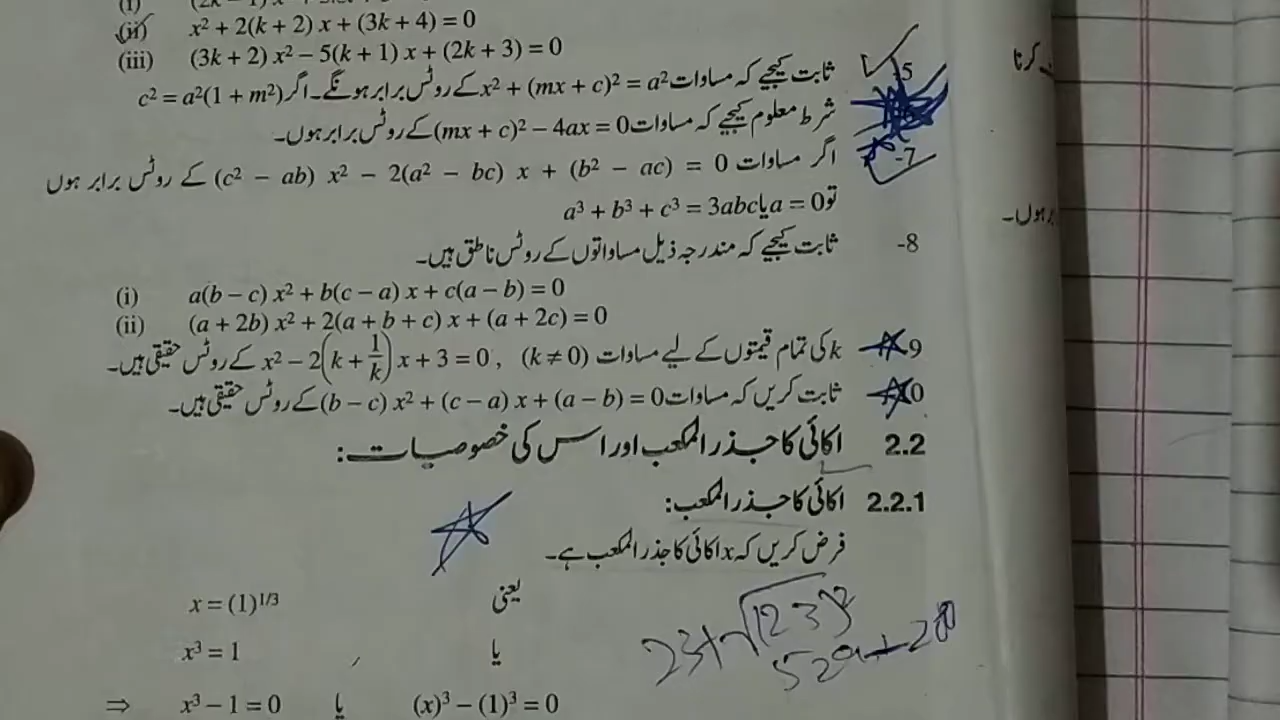 (ii) x² + 2(k + 2) x + (3k + 4) = 0
(iii) (3k + 2) x² – 5(k + 1) x + (2k + 3) = 0
-5 ثابت کیجیے کہ مساوات x² + (mx + c)² = a² کے روٹس برابر ہونگے۔ اگر c² = a²(1 + m²)
شرط معلوم کیجیے کہ مساوات (mx + c)² – 4ax = 0 کے روٹس برابر ہوں۔
-7 اگر مساوات (c² – ab) x² – 2(a² – bc) x + (b² – ac) = 0 کے روٹس برابر ہوں
تو a = 0 یا a³ + b³ + c³ = 3abc
-8 ثابت کیجیے کہ مندرجہ ذیل مساواتوں کے روٹس ناطق ہیں۔
(i) a(b – c) x² + b(c – a) x + c(a – b) = 0
(ii) (a + 2b) x² + 2(a + b + c) x + (a + 2c) = 0
9 k کی تمام قیمتوں کے لیے مساوات x² – 2(k + 1/k) x + 3 = 0 , (k ≠ 0) کے روٹس حقیقی ہیں۔
0 ثابت کریں کہ مساوات (b – c) x² + (c – a) x + (a – b) = 0 کے روٹس حقیقی ہیں۔
2.2 اکائی کا جذر المکعب اور اس کی خصوصیات:
2.2.1 اکائی کا جذر المکعب:
فرض کریں کہ x اکائی کا جذر المکعب ہے۔
یعنی x = (1)^1/3
یا x³ = 1
⇒ x³ – 1 = 0 یا (x)³ – (1)³ = 0
کرنا
ہوں۔